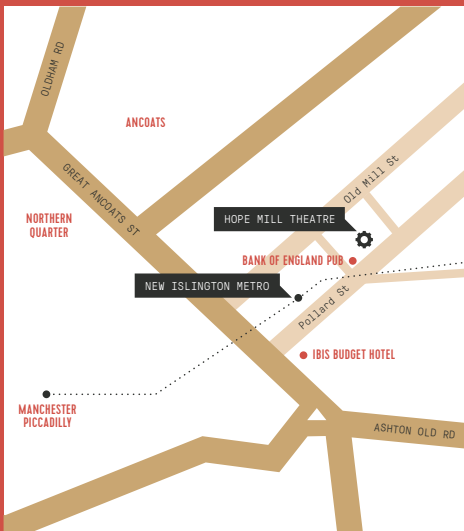 OLDHAM RD
ANCOATS
Old Mill St
GREAT ANCOATS ST
NORTHERN
QUARTER
HOPE MILL THEATRE
BANK OF ENGLAND PUB
NEW ISLINGTON METRO
Pollard St
IBIS BUDGET HOTEL
MANCHESTER
PICCADILLY
ASHTON OLD RD